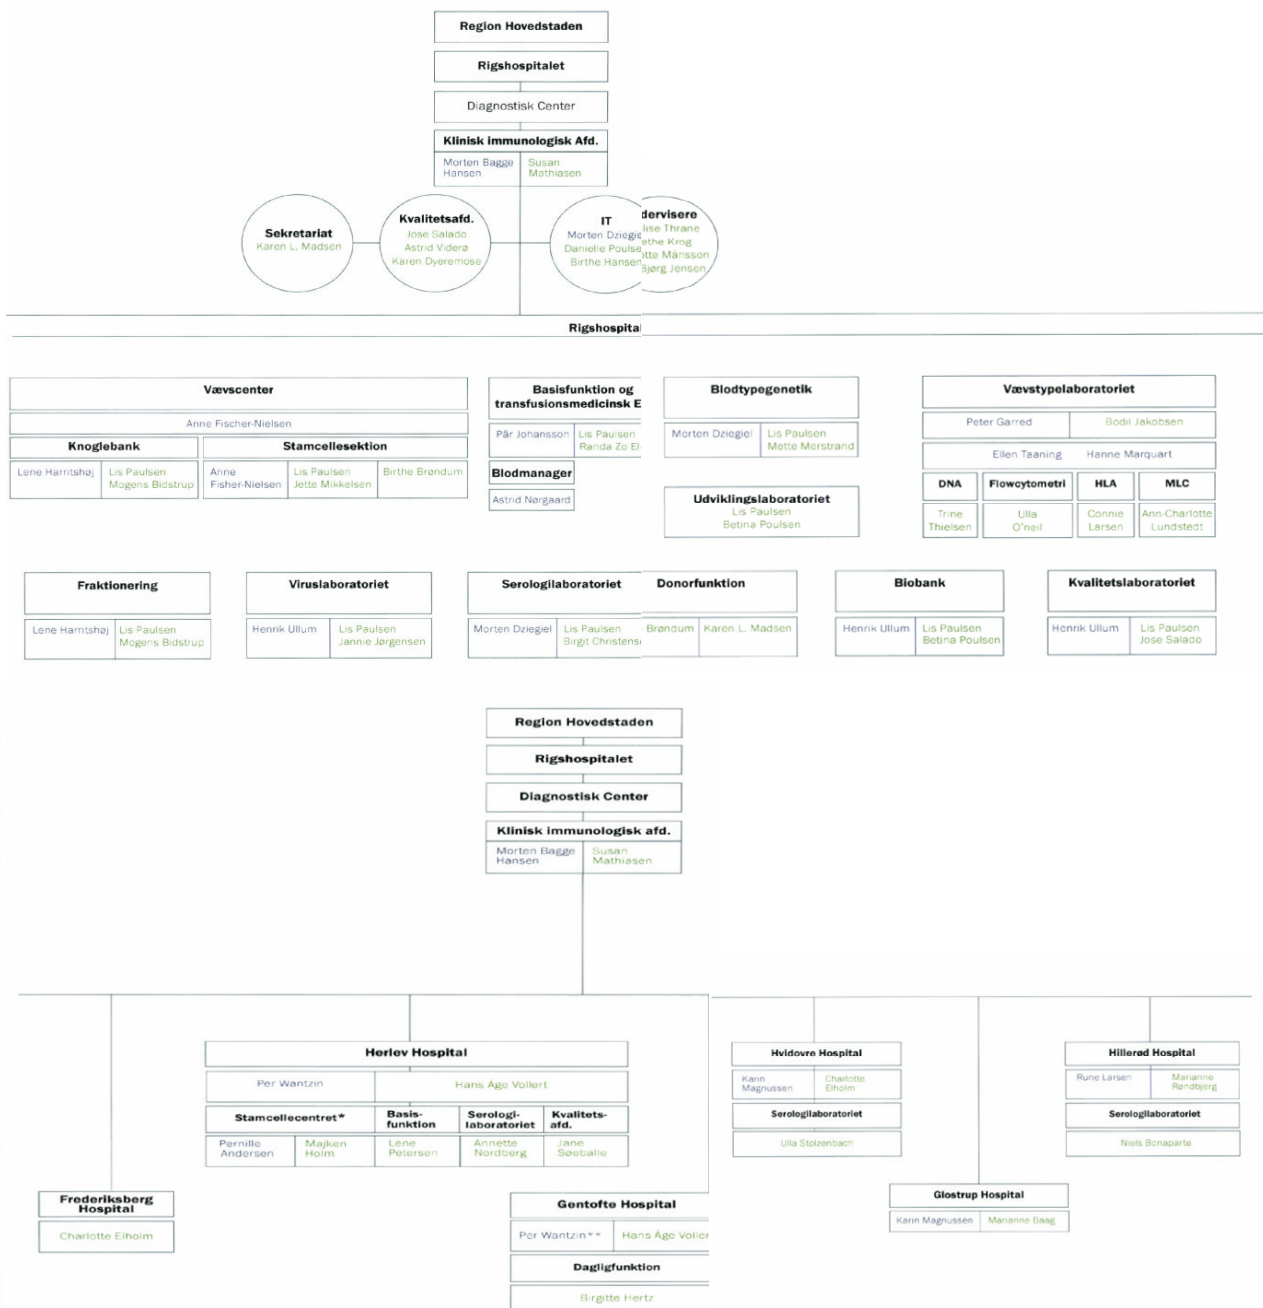 Region Hovedstaden
Rigshospitalet
Diagnostisk Center
Klinisk immunologisk Afd.
Morten Bagge
Hansen
Susan
Mathiasen
Sekretariat
Karen L. Madsen
Kvalitetsafd.
Jose Salado
Astrid Viderø
Karen Dyeremose
IT
Morten Dziegie
Danielle Poulse
Birthe Hansen
dervisere
lise Thrane
ethe Krog
otte Månsson
Bjørg Jensen
Rigshospital
Vævscenter
Anne Fischer-Nielsen
Knoglebank
Lene Harritshøj
Lis Paulsen
Mogens Bidstrup
Stamcellesektion
Anne
Fisher-Nielsen
Lis Paulsen
Jette Mikkelsen
Birthe Brøndum
Basisfunktion og
transfusionsmedicinsk E
Pär Johansson
Lis Paulsen
Randa Zo El
Blodmanager
Astrid Nørgaard
Blodtypegenetik
Morten Dziegiel
Lis Paulsen
Mette Merstrand
Udviklingslaboratoriet
Lis Paulsen
Betina Poulsen
Vævstypelaboratoriet
Peter Garred
Bodil Jakobsen
Ellen Taaning
Hanne Marquart
DNA
Flowcytometri
HLA
MLC
Trine
Thielsen
Ulla
O'neil
Connie
Larsen
Ann-Charlotte
Lundstedt
Fraktionering
Lene Harritshøj
Lis Paulsen
Mogens Bidstrup
Viruslaboratoriet
Henrik Ullum
Lis Paulsen
Jannie Jørgensen
Serologilaboratoriet
Morten Dziegiel
Lis Paulsen
Birgit Christense
Donorfunktion
Brøndum
Karen L. Madsen
Biobank
Henrik Ullum
Lis Paulsen
Betina Poulsen
Kvalitetslaboratoriet
Henrik Ullum
Lis Paulsen
Jose Salado
Region Hovedstaden
Rigshospitalet
Diagnostisk Center
Klinisk immunologisk afd.
Morten Bagge
Hansen
Susan
Mathiasen
Herlev Hospital
Per Wantzin
Hans Åge Vollert
Stamcellecentret*
Basis-
funktion
Serologi-
laboratoriet
Kvalitets-
afd.
Pernille
Andersen
Majken
Holm
Lene
Petersen
Annette
Nordberg
Jane
Søeballe
Hvidovre Hospital
Karin
Magnussen
Charlotte
Elholm
Serologilaboratoriet
Ulla Stolzenbach
Hillerød Hospital
Rune Larsen
Marianne
Røndbjerg
Serologilaboratoriet
Niels Bonaparte
Frederiksberg
Hospital
Charlotte Elholm
Gentofte Hospital
Per Wantzin**
Hans Åge Voller
Dagligfunktion
Birgitte Hertz
Glostrup Hospital
Karin Magnussen
Marianne Baag